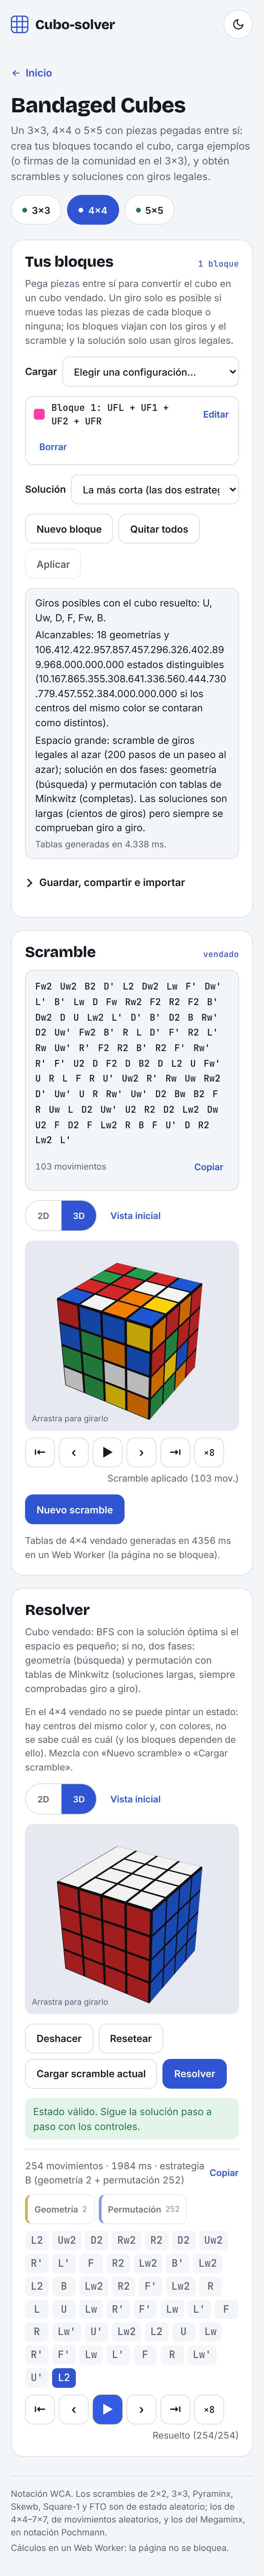 Cubo-solver
← Inicio
Bandaged Cubes
Un 3×3, 4×4 o 5×5 con piezas pegadas entre sí:
crea tus bloques tocando el cubo, carga ejemplos
(o firmas de la comunidad en el 3×3), y obtén
scrambles y soluciones con giros legales.
3×3 4×4 5×5
Tus bloques 1 bloque
Pega piezas entre sí para convertir el cubo en
un cubo vendado. Un giro solo es posible si
mueve todas las piezas de cada bloque o
ninguna; los bloques viajan con los giros y el
scramble y la solución solo usan giros legales.
Cargar Elegir una configuración...
Bloque 1: UFL + UF1 +
UF2 + UFR
Editar
Borrar
Solución La más corta (las dos estrateg
Nuevo bloque Quitar todos
Aplicar
Giros posibles con el cubo resuelto: U,
Uw, D, F, Fw, B.
Alcanzables: 18 geometrías y
106.412.422.957.857.457.296.326.402.89
9.968.000.000.000 estados distinguibles
(10.167.865.355.308.641.336.560.444.730
.779.457.552.384.000.000.000 si los
centros del mismo color se contaran
como distintos).
Espacio grande: scramble de giros
legales al azar (200 pasos de un paseo al
azar); solución en dos fases: geometría
(búsqueda) y permutación con tablas de
Minkwitz (completas). Las soluciones son
largas (cientos de giros) pero siempre se
comprueban giro a giro.
Tablas generadas en 4.338 ms.
Guardar, compartir e importar
Scramble vendado
Fw2 Uw2 B2 D' L2 Dw2 Lw F' Dw'
L' B' Lw D Fw Rw2 F2 R2 F2 B'
Dw2 D U Lw2 L' D' B' D2 B Rw'
D2 Uw' Fw2 B' R L D' F' R2 L'
Rw Uw' R' F2 R2 B' R2 F' Rw'
R' F' U2 D F2 D B2 D L2 U Fw'
U R L F R U' Uw2 R' Rw Uw Rw2
D' Uw' U R Rw' Uw' D2 Bw B2 F
R Uw L D2 Uw' U2 R2 D2 Lw2 Dw
U2 F D2 F Lw2 R B F U' D R2
Lw2 L'
103 movimientos Copiar
2D 3D Vista inicial
Arrastra para girarlo
×8
Scramble aplicado (103 mov.)
Nuevo scramble
Tablas de 4×4 vendado generadas en 4356 ms
en un Web Worker (la página no se bloquea).
Resolver
Cubo vendado: BFS con la solución óptima si el
espacio es pequeño; si no, dos fases:
geometría (búsqueda) y permutación con
tablas de Minkwitz (soluciones largas, siempre
comprobadas giro a giro).
En el 4×4 vendado no se puede pintar un estado:
hay centros del mismo color y, con colores, no
se sabe cuál es cuál (y los bloques dependen de
ello). Mezcla con «Nuevo scramble» o «Cargar
scramble».
2D 3D Vista inicial
Arrastra para girarlo
Deshacer Resetear
Cargar scramble actual Resolver
Estado válido. Sigue la solución paso a
paso con los controles.
254 movimientos · 1984 ms · estrategia
B (geometría 2 + permutación 252)
Copiar
Geometría 2 Permutación 252
L2 Uw2 D2 Rw2 R2 D2 Uw2
R' L' F R2 Lw2 B' Lw2
L2 B Lw2 R2 F' Lw2 R
L U Lw R' F' Lw L' F
R Lw' U' Lw2 L2 U Lw
R' F' Lw L' F R Lw'
U' L2
×8
Resuelto (254/254)
Notación WCA. Los scrambles de 2×2, 3×3, Pyraminx,
Skewb, Square-1 y FTO son de estado aleatorio; los de
4×4–7×7, de movimientos aleatorios, y los del Megaminx,
en notación Pochmann.
Cálculos en un Web Worker: la página no se bloquea.